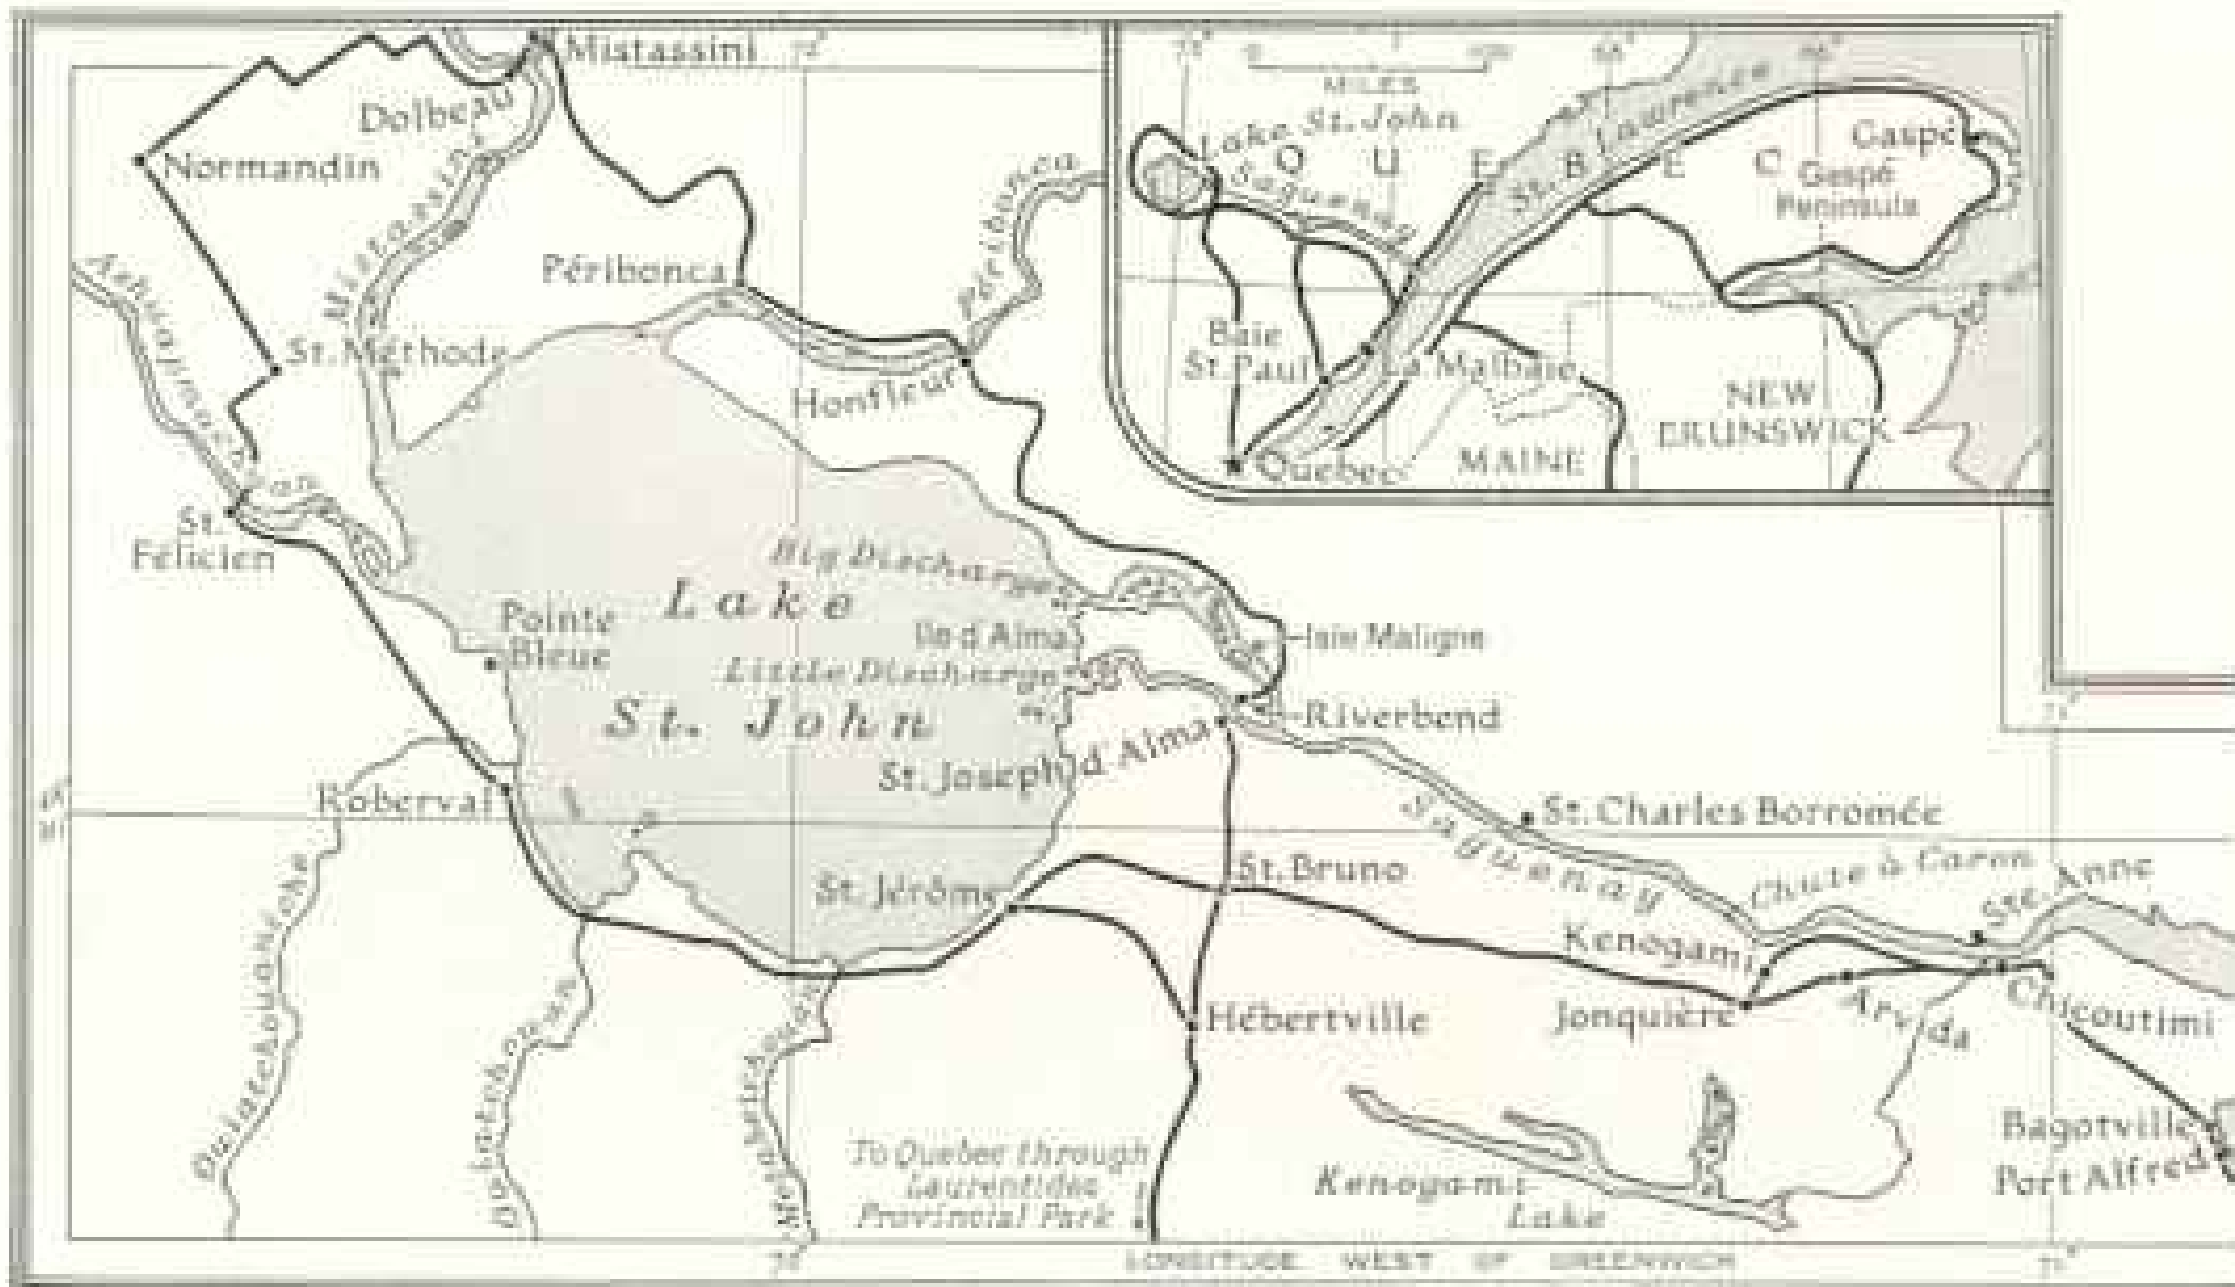 Mistassini
72°
Dolbeau
Normandin
Mistassini
Péribonca
Péribonca
St. Méthode
Honfleur
St.
Félicien
Big Discharge
Lake
Pointe
Bleue
Ile d'Alma
Isle Maligne
Little Discharge
St. John
Riverbend
St. Joseph d'Alma
Roberval
St. Charles Borromée
Saguenay
St. Bruno
Chute à Caron
Ste. Anne
St. Jérôme
Kenogami
Jonquière
Arvida
Chicoutimi
Hébertville
Ouiatchouaniche
Bagotville
Port Alfred
To Quebec through
Laurentides
Provincial Park
Kenogami
Lake
LONGITUDE WEST OF GREENWICH
71°
MILES
Lake St. John
Saguenay
QUEBEC
St. Lawrence
Gaspé
Gaspé
Peninsula
Baie
St. Paul
La Malbaie
NEW
BRUNSWICK
Quebec
MAINE